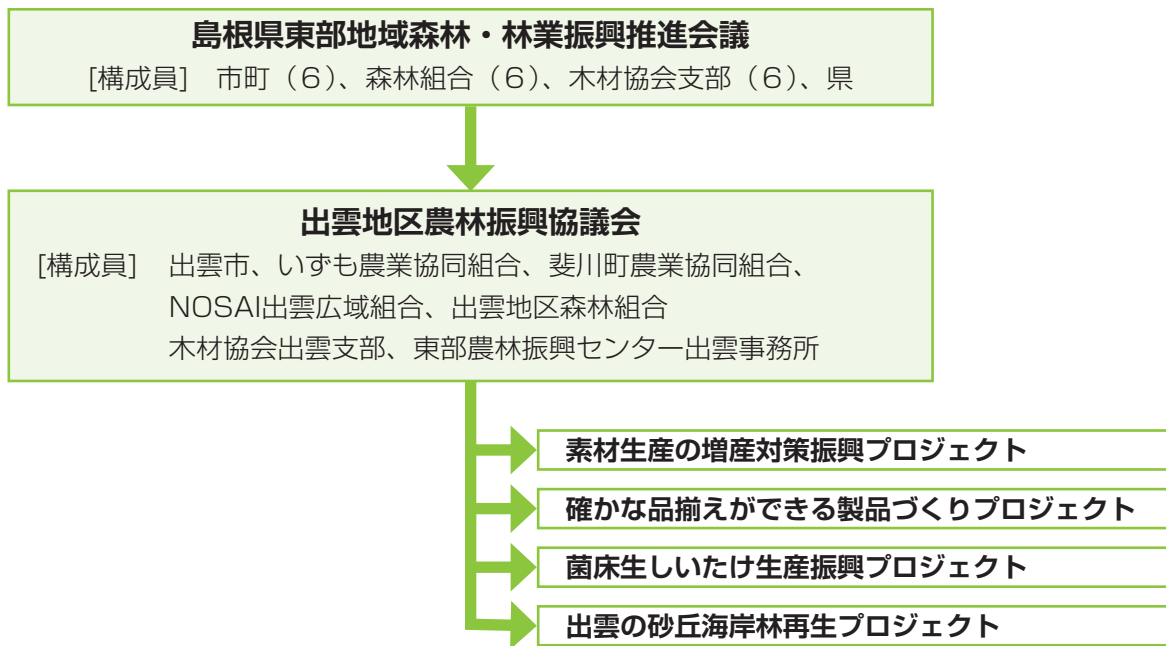 島根県東部地域森林・林業振興推進会議
[構成員]　市町（6）、森林組合（6）、木材協会支部（6）、県
出雲地区農林振興協議会
[構成員]　出雲市、いずも農業協同組合、斐川町農業協同組合、
NOSAI出雲広域組合、出雲地区森林組合
木材協会出雲支部、東部農林振興センター出雲事務所
素材生産の増産対策振興プロジェクト
確かな品揃えができる製品づくりプロジェクト
菌床生しいたけ生産振興プロジェクト
出雲の砂丘海岸林再生プロジェクト